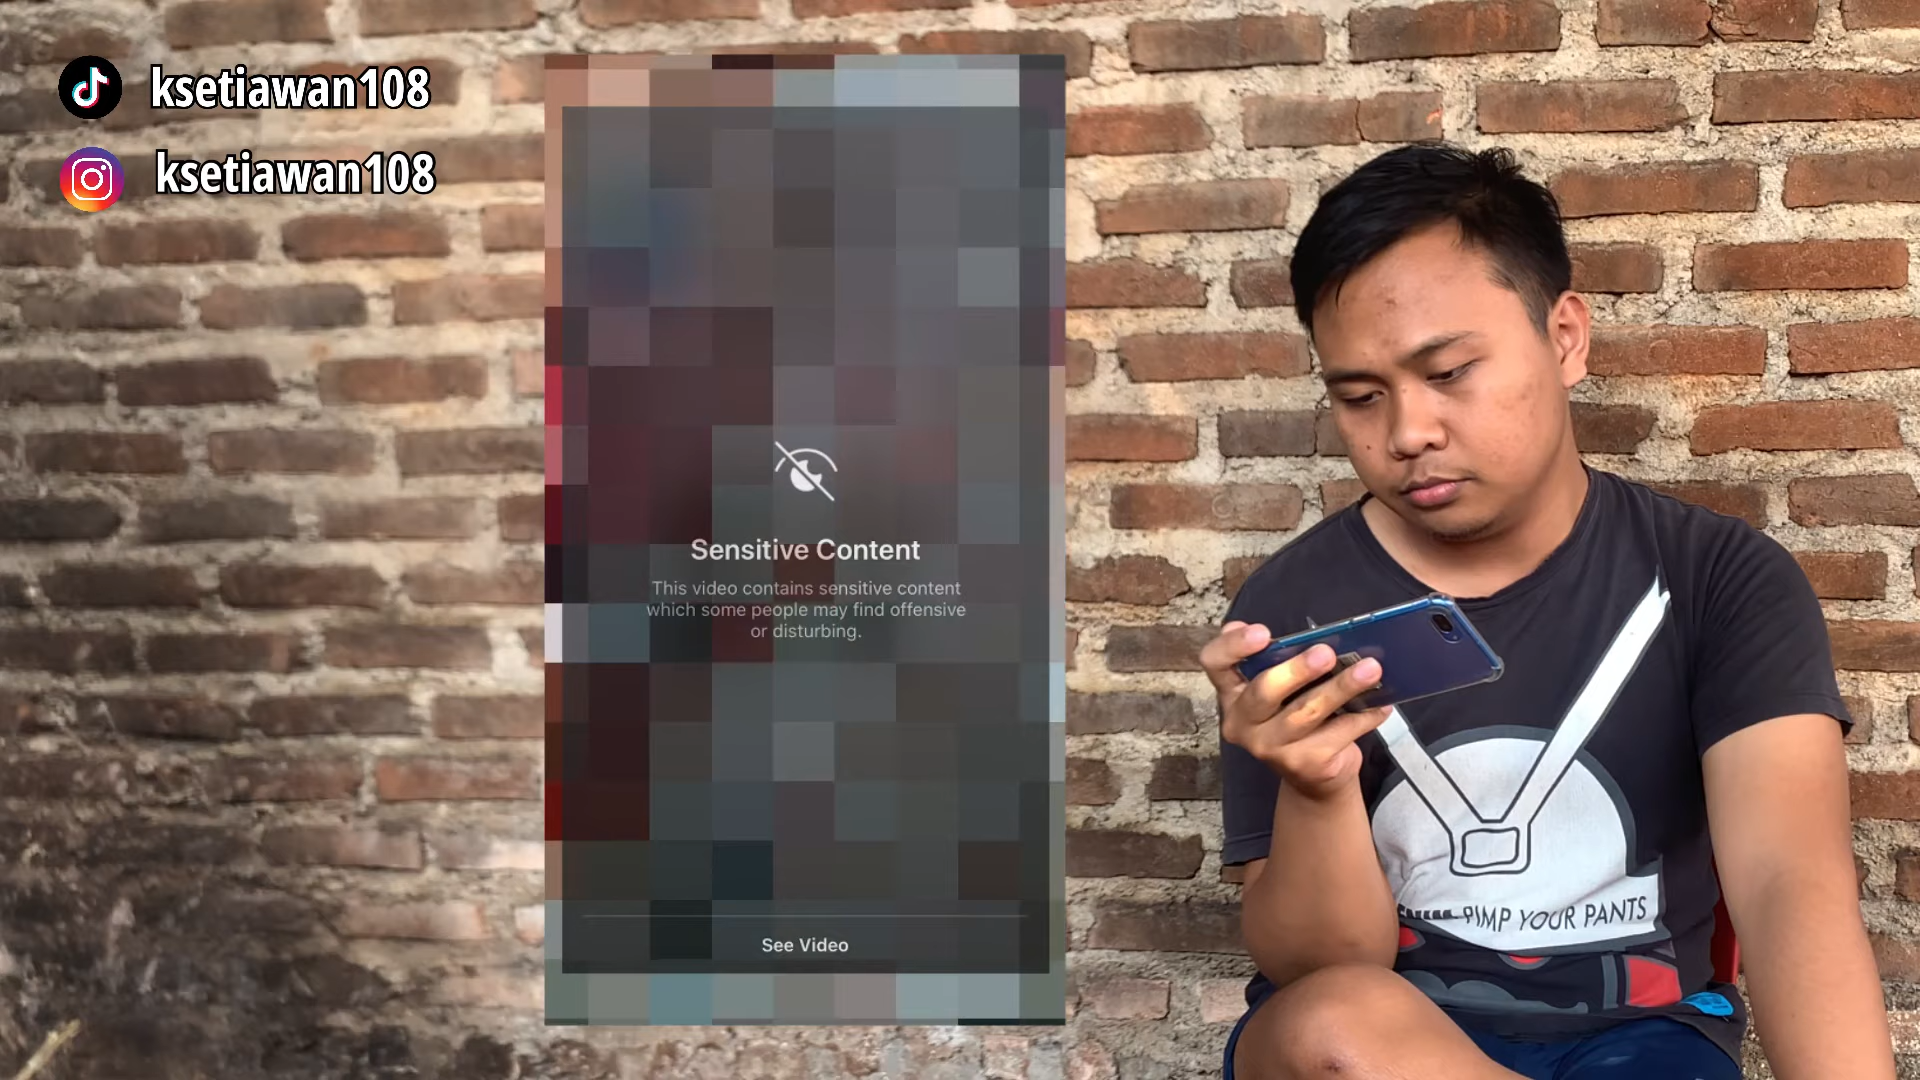 ksetiawan108
ksetiawan108
Sensitive Content
This video contains sensitive content
which some people may find offensive
or disturbing.
See Video
PIMP YOUR PANTS